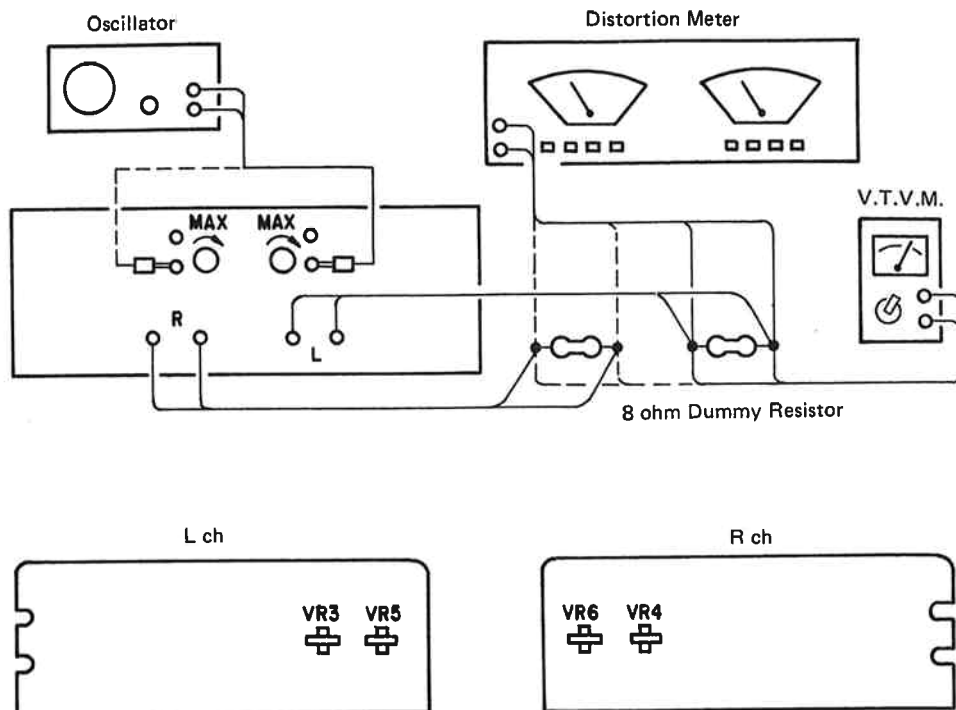 Oscillator
Distortion Meter
V.T.V.M.
MAX
MAX
R
L
8 ohm Dummy Resistor
L ch
R ch
VR3
VR5
VR6
VR4